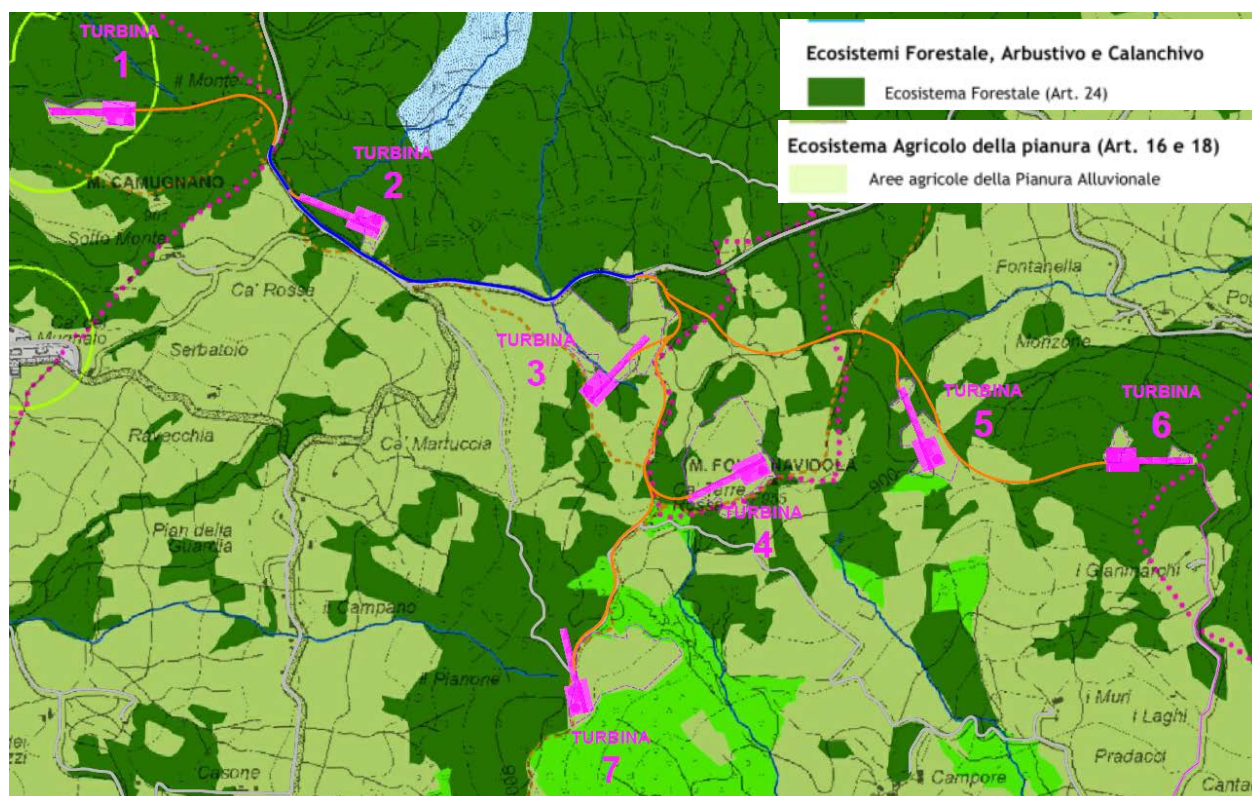 TURBINA
1
il Monte
M. CAMUGNANO
Sotto Monte
Ca' Rossa
Serbatoio
TURBINA
2
Ecosistemi Forestale, Arbustivo e Calanchivo
Ecosistema Forestale (Art. 24)
Ecosistema Agricolo della pianura (Art. 16 e 18)
Aree agricole della Pianura Alluvionale
Fontanella
Monzone
TURBINA
3
TURBINA
5
TURBINA
6
Ravecchia
Ca' Martuccia
Pian della
Guardia
il Campano
TURBINA
4
900
i Gianmarchi
il Pianone
i Muri
i Laghi
Pradacci
TURBINA
7
Casone
Campore